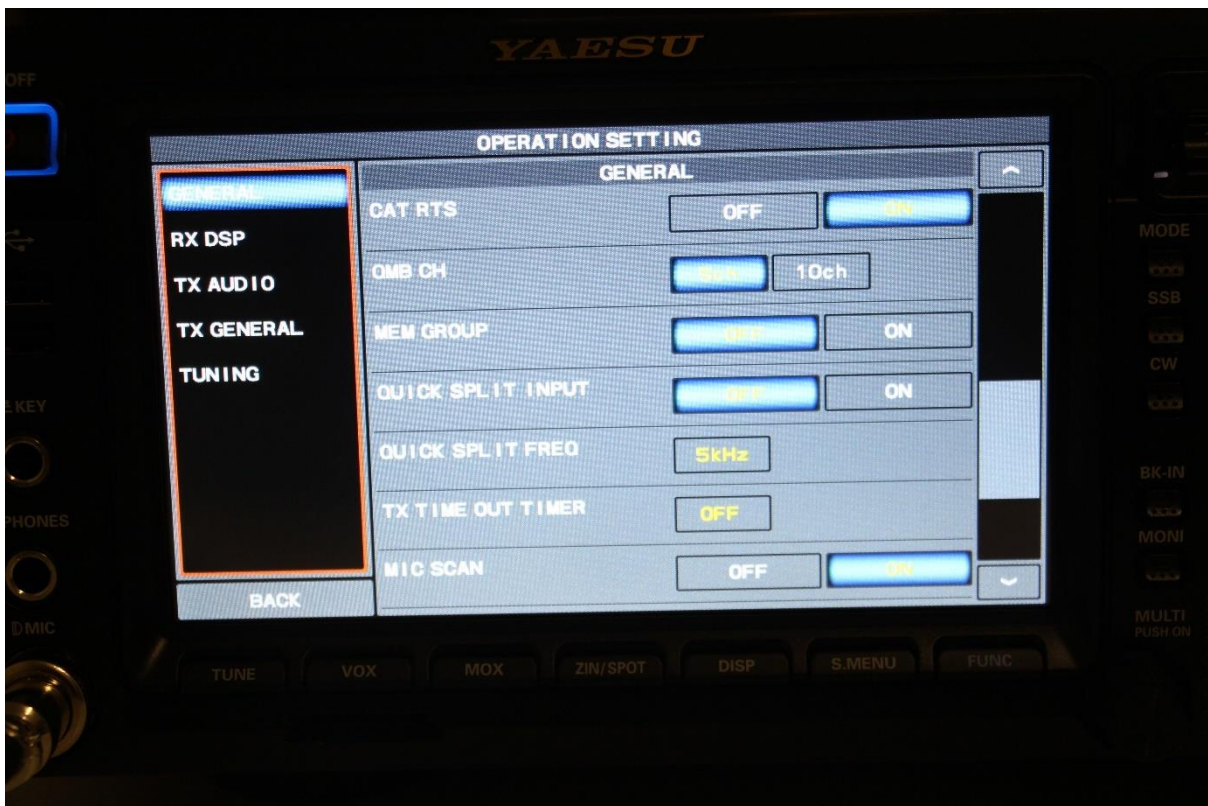 YAESU
OFF
OPERATION SETTING
GENERAL
GENERAL
RX DSP
TX AUDIO
TX GENERAL
TUNING
BACK
CAT RTS OFF ON
QMB CH 5ch 10ch
MEM GROUP OFF ON
QUICK SPLIT INPUT OFF ON
QUICK SPLIT FREQ 5kHz
TX TIME OUT TIMER OFF
MIC SCAN OFF ON
KEY
PHONES
MIC
MODE
SSB
CW
BK-IN
MONI
MULTI
PUSH ON
TUNE VOX MOX ZIN/SPOT DISP S.MENU FUNC